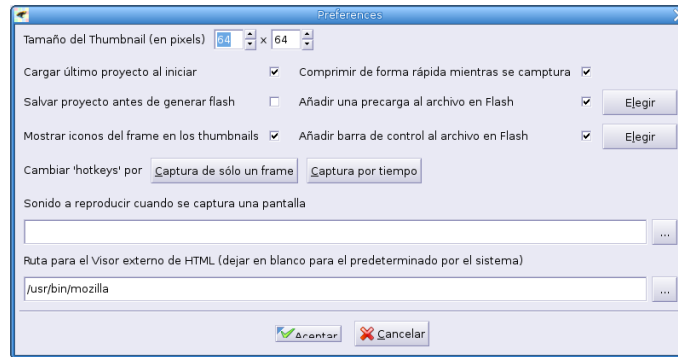 Preferences
Tamaño del Thumbnail (en pixels) 64 x 64
Cargar último proyecto al iniciar Comprimir de forma rápida mientras se camptura
Salvar proyecto antes de generar flash Añadir una precarga al archivo en Flash Elegir
Mostrar iconos del frame en los thumbnails Añadir barra de control al archivo en Flash Elegir
Cambiar 'hotkeys' por Captura de sólo un frame Captura por tiempo
Sonido a reproducir cuando se captura una pantalla
...
Ruta para el Visor externo de HTML (dejar en blanco para el predeterminado por el sistema)
/usr/bin/mozilla ...
Aceptar Cancelar